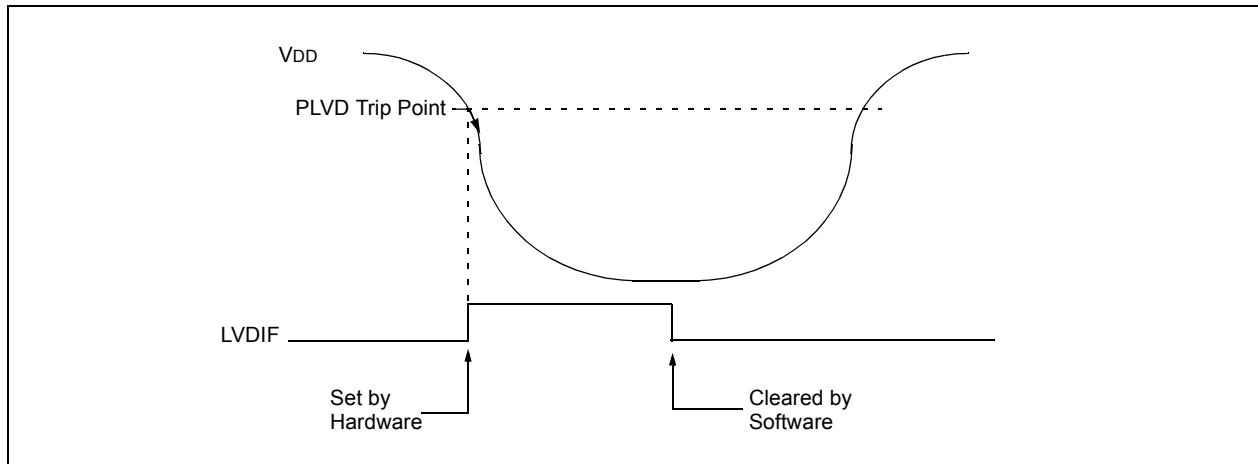 VDD
PLVD Trip Point
LVDIF
Set by
Hardware
Cleared by
Software